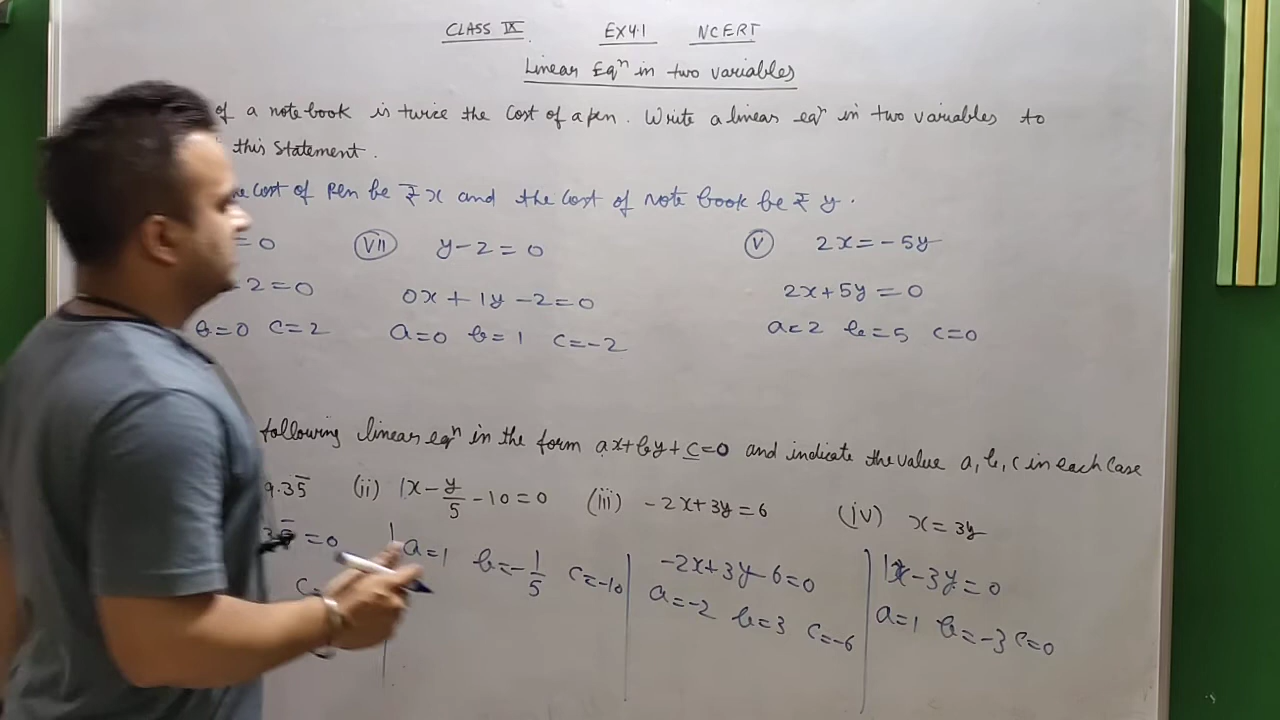 CLASS IX EX4.1 NCERT
Linear Eqⁿ in two variables
of a notebook is twice the Cost of a pen. Write a linear eqⁿ in two variables to
this Statement.
cost of Pen be ₹ x and the cost of Note book be ₹ y.
=0 (VII) y-2=0 (V) 2x=-5y
-2=0 0x+1y-2=0 2x+5y=0
b=0 C=2 a=0 b=1 C=-2 a=2 b=5 C=0
following linear eqⁿ in the form ax+by+c=0 and indicate the value a, b, c in each case
9.35̅ (ii) 1x-y/5-10=0 (iii) -2x+3y=6 (iv) x=3y
=0 a=1 b=-1/5 C=-10 -2x+3y-6=0 1x-3y=0
C= a=-2 b=3 C=-6 a=1 b=-3 C=0